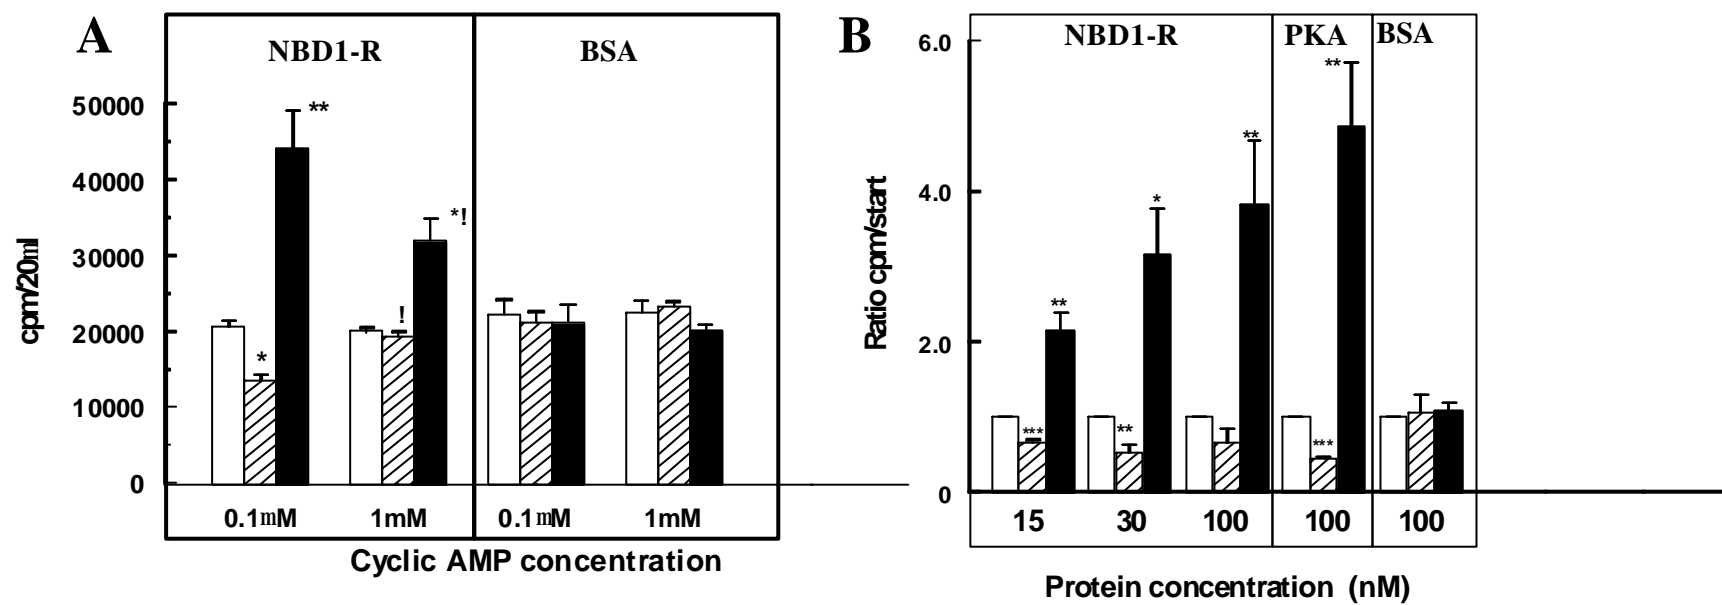 A
NBD1-R
BSA
50000
40000
30000
20000
10000
0
cpm/20ml
**
*!
*
!
0.1mM
1mM
0.1mM
1mM
Cyclic AMP concentration
B
NBD1-R
PKA
BSA
6.0
4.0
2.0
0
Ratio cpm/start
**
**
*
**
***
**
***
15
30
100
100
100
Protein concentration (nM)